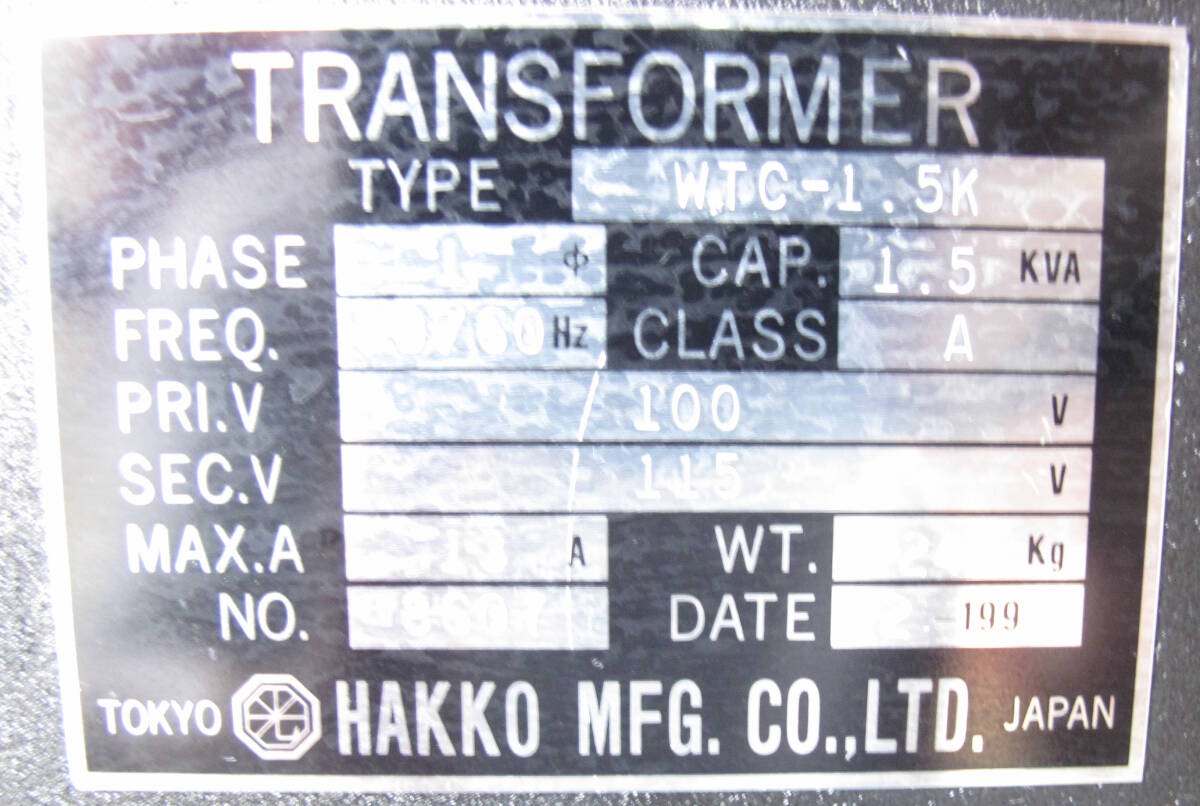 TRANSFORMER
TYPE WTC-1.5K
PHASE 1 Φ CAP. 1.5 KVA
FREQ. Hz CLASS A
PRI.V 100 V
SEC.V 115 V
MAX.A 13 A WT. Kg
NO. DATE 199
TOKYO HAKKO MFG. CO.,LTD. JAPAN